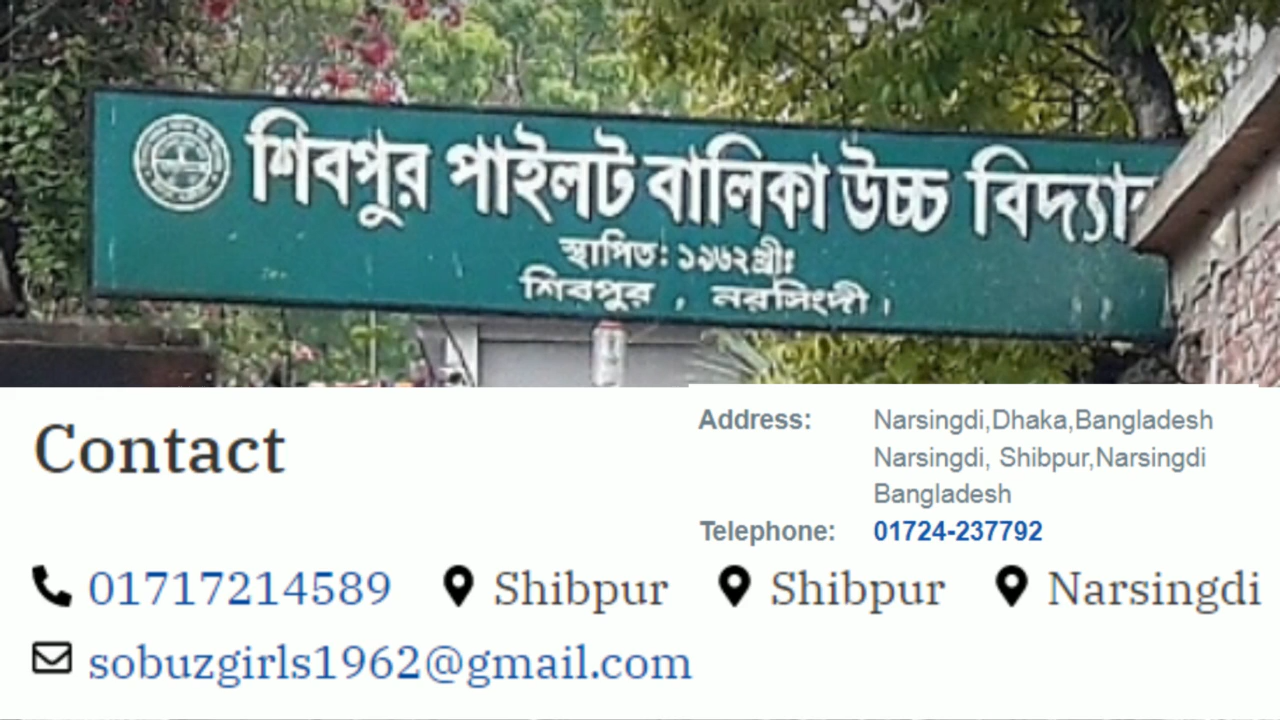 শিবপুর পাইলট বালিকা উচ্চ
স্থাপিত: ১৯৬২খ্রীঃ
শিবপুর , নরসিংদী।
Contact
Address: Narsingdi,Dhaka,Bangladesh
Narsingdi, Shibpur,Narsingdi
Bangladesh
Telephone: 01724-237792
01717214589 Shibpur Shibpur Narsingdi
sobuzgirls1962@gmail.com